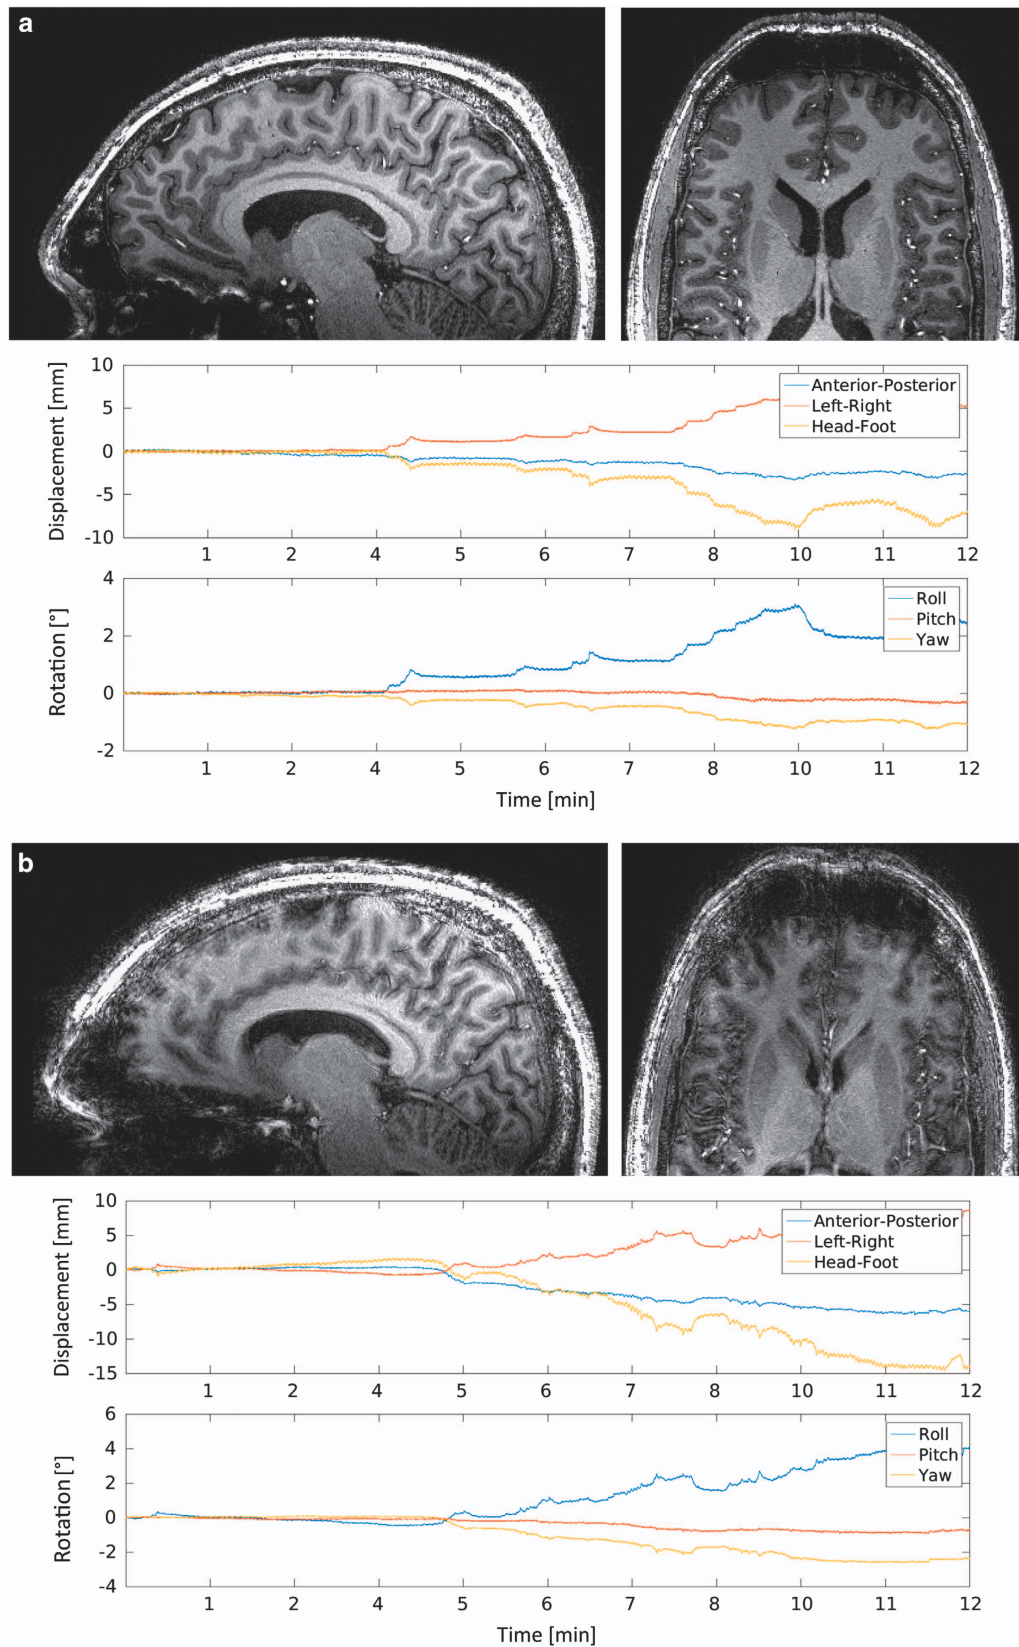 a
10
5
0
-5
-10
Displacement [mm]
Anterior-Posterior
Left-Right
Head-Foot
1 2 4 5 6 7 8 10 11 12
4
2
0
-2
Rotation [°]
Roll
Pitch
Yaw
1 2 4 5 6 7 8 10 11 12
Time [min]
b
10
5
0
-5
-10
-15
Displacement [mm]
Anterior-Posterior
Left-Right
Head-Foot
1 2 4 5 6 7 8 10 11 12
6
4
2
0
-2
-4
Rotation [°]
Roll
Pitch
Yaw
1 2 4 5 6 7 8 10 11 12
Time [min]